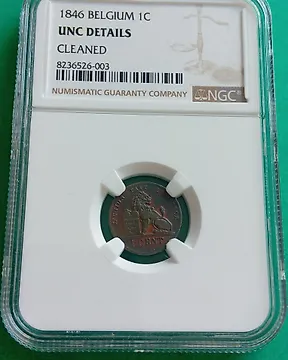 1846 BELGIUM 1C
UNC DETAILS
CLEANED
8236526-003
NUMISMATIC GUARANTY COMPANY NGC